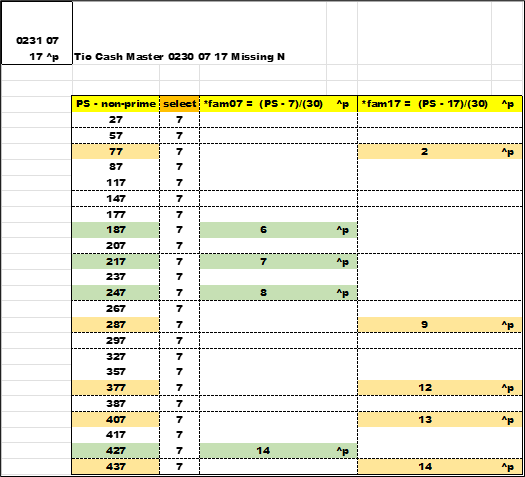 0231 07
17 ^p Tio Cash Master 0230 07 17 Missing N
PS - non-prime select *fam07 = (PS - 7)/(30) ^p *fam17 = (PS - 17)/(30) ^p
27 7
57 7
77 7 2 ^p
87 7
117 7
147 7
177 7
187 7 6 ^p
207 7
217 7 7 ^p
237 7
247 7 8 ^p
267 7
287 7 9 ^p
297 7
327 7
357 7
377 7 12 ^p
387 7
407 7 13 ^p
417 7
427 7 14 ^p
437 7 14 ^p